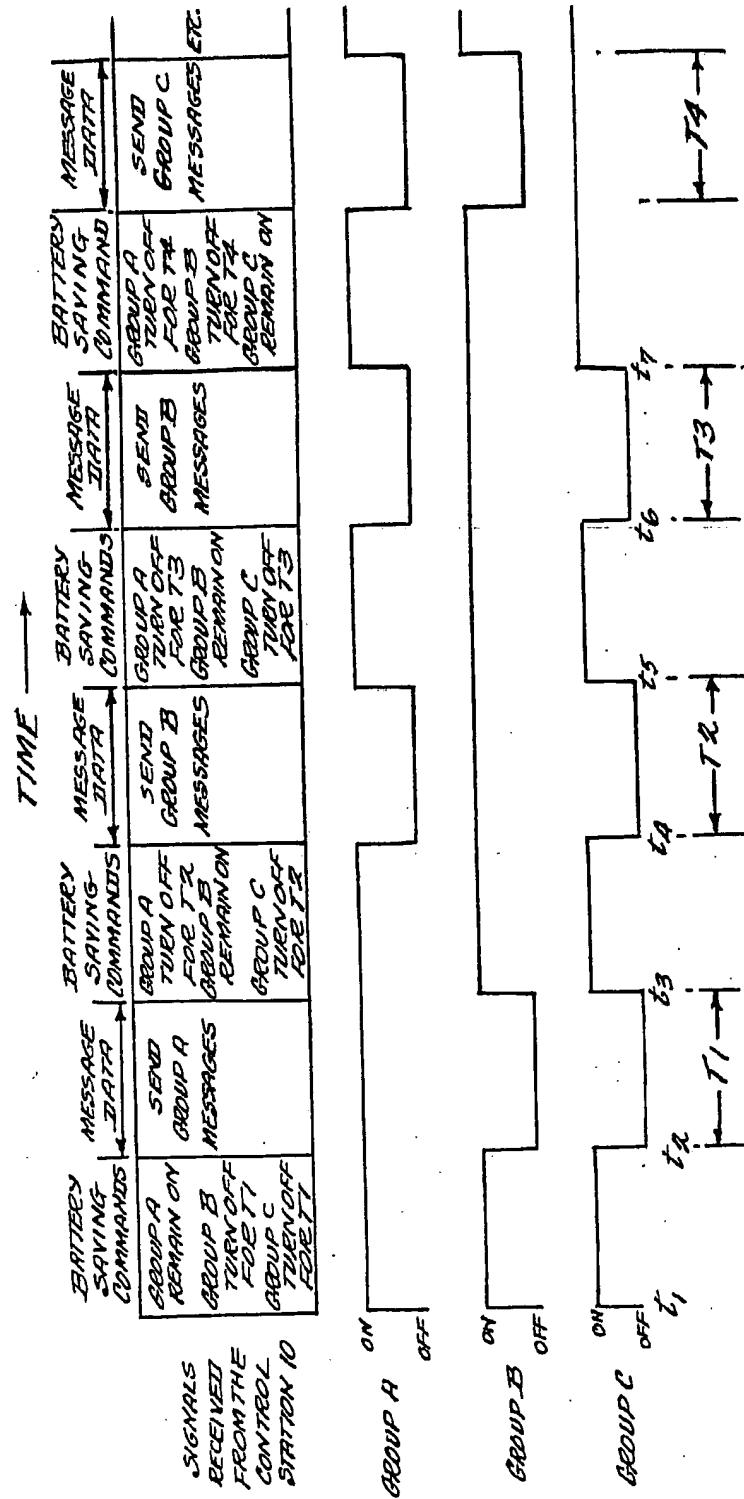 TIME
BATTERY
SAVING
COMMANDS
MESSAGE
DATA
BATTERY
SAVING-
COMMANDS
MESSAGE
DATA
BATTERY
SAVING
COMMANDS
MESSAGE
DATA
BATTERY
SAVING
COMMAND
MESSAGE
DATA
SIGNALS
RECEIVED
FROM THE
CONTROL
STATION 10
GROUP A
REMAIN ON
GROUP B
TURN OFF
FOR T1
GROUP C
TURN OFF
FOR T1
SEND
GROUP A
MESSAGES
GROUP A
TURN OFF
FOR T2
GROUP B
REMAIN ON
GROUP C
TURN OFF
FOR T2
SEND
GROUP B
MESSAGES
GROUP A
TURN OFF
FOR T3
GROUP B
REMAIN ON
GROUP C
TURN OFF
FOR T3
SEND
GROUP B
MESSAGES
GROUP A
TURN OFF
FOR T4
GROUP B
TURN OFF
FOR T4
GROUP C
REMAIN ON
SEND
GROUP C
MESSAGES
ETC.
GROUP A
ON
OFF
GROUP B
ON
OFF
GROUP C
ON
OFF
t1
t2
t3
t4
t5
t6
t7
T1
T2
T3
T4